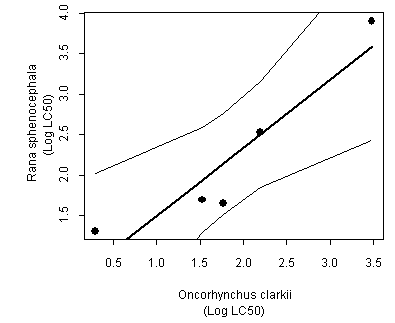 Rana sphenocephala
(Log LC50)
4.0
3.5
3.0
2.5
2.0
1.5
0.5 1.0 1.5 2.0 2.5 3.0 3.5
Oncorhynchus clarkii
(Log LC50)